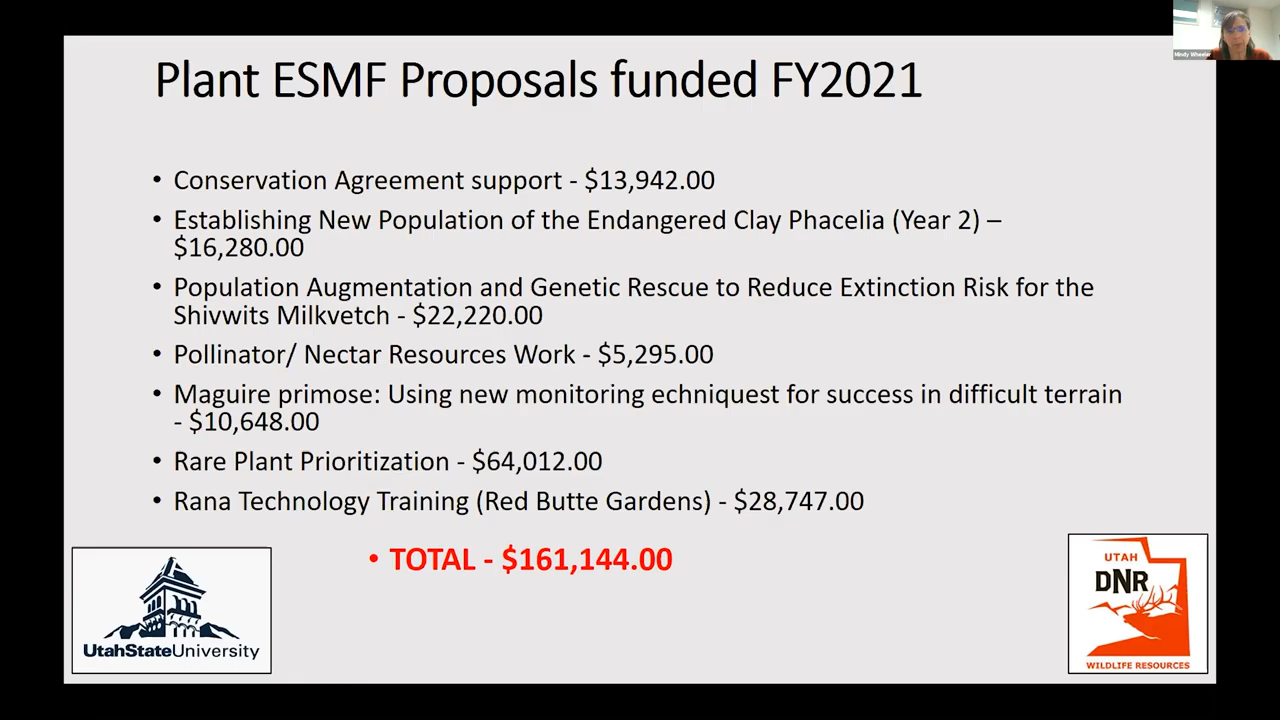 Mindy Wheeler
Plant ESMF Proposals funded FY2021
• Conservation Agreement support - $13,942.00
• Establishing New Population of the Endangered Clay Phacelia (Year 2) –
$16,280.00
• Population Augmentation and Genetic Rescue to Reduce Extinction Risk for the
Shivwits Milkvetch - $22,220.00
• Pollinator/ Nectar Resources Work - $5,295.00
• Maguire primose: Using new monitoring echniquest for success in difficult terrain
- $10,648.00
• Rare Plant Prioritization - $64,012.00
• Rana Technology Training (Red Butte Gardens) - $28,747.00
• TOTAL - $161,144.00
UtahStateUniversity
UTAH
DNR
WILDLIFE RESOURCES